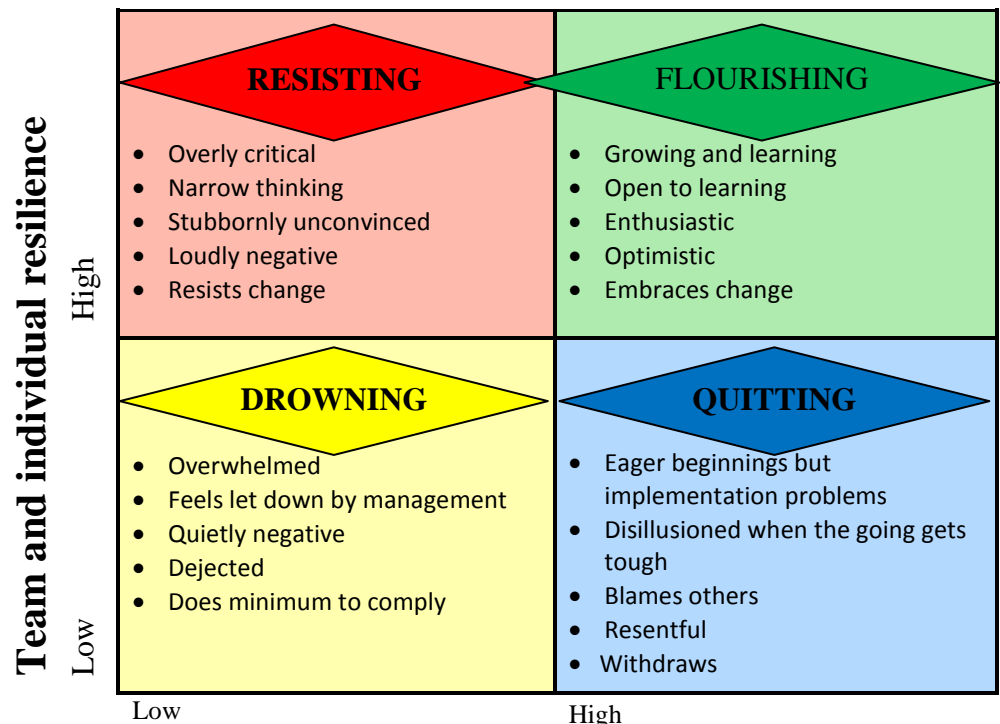 Team and individual resilience
High
Low
RESISTING
• Overly critical
• Narrow thinking
• Stubbornly unconvinced
• Loudly negative
• Resists change
FLOURISHING
• Growing and learning
• Open to learning
• Enthusiastic
• Optimistic
• Embraces change
DROWNING
• Overwhelmed
• Feels let down by management
• Quietly negative
• Dejected
• Does minimum to comply
QUITTING
• Eager beginnings but
implementation problems
• Disillusioned when the going gets
tough
• Blames others
• Resentful
• Withdraws
Low
High